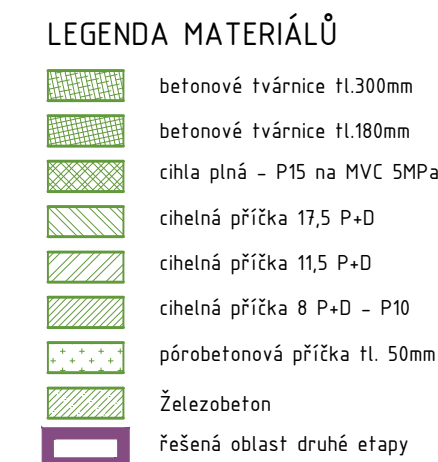 LEGENDA MATERIÁLŮ
betonové tvárnice tl.300mm
betonové tvárnice tl.180mm
cihla plná - P15 na MVC 5MPa
cihelná příčka 17,5 P+D
cihelná příčka 11,5 P+D
cihelná příčka 8 P+D - P10
pórobetonová příčka tl. 50mm
Železobeton
řešená oblast druhé etapy